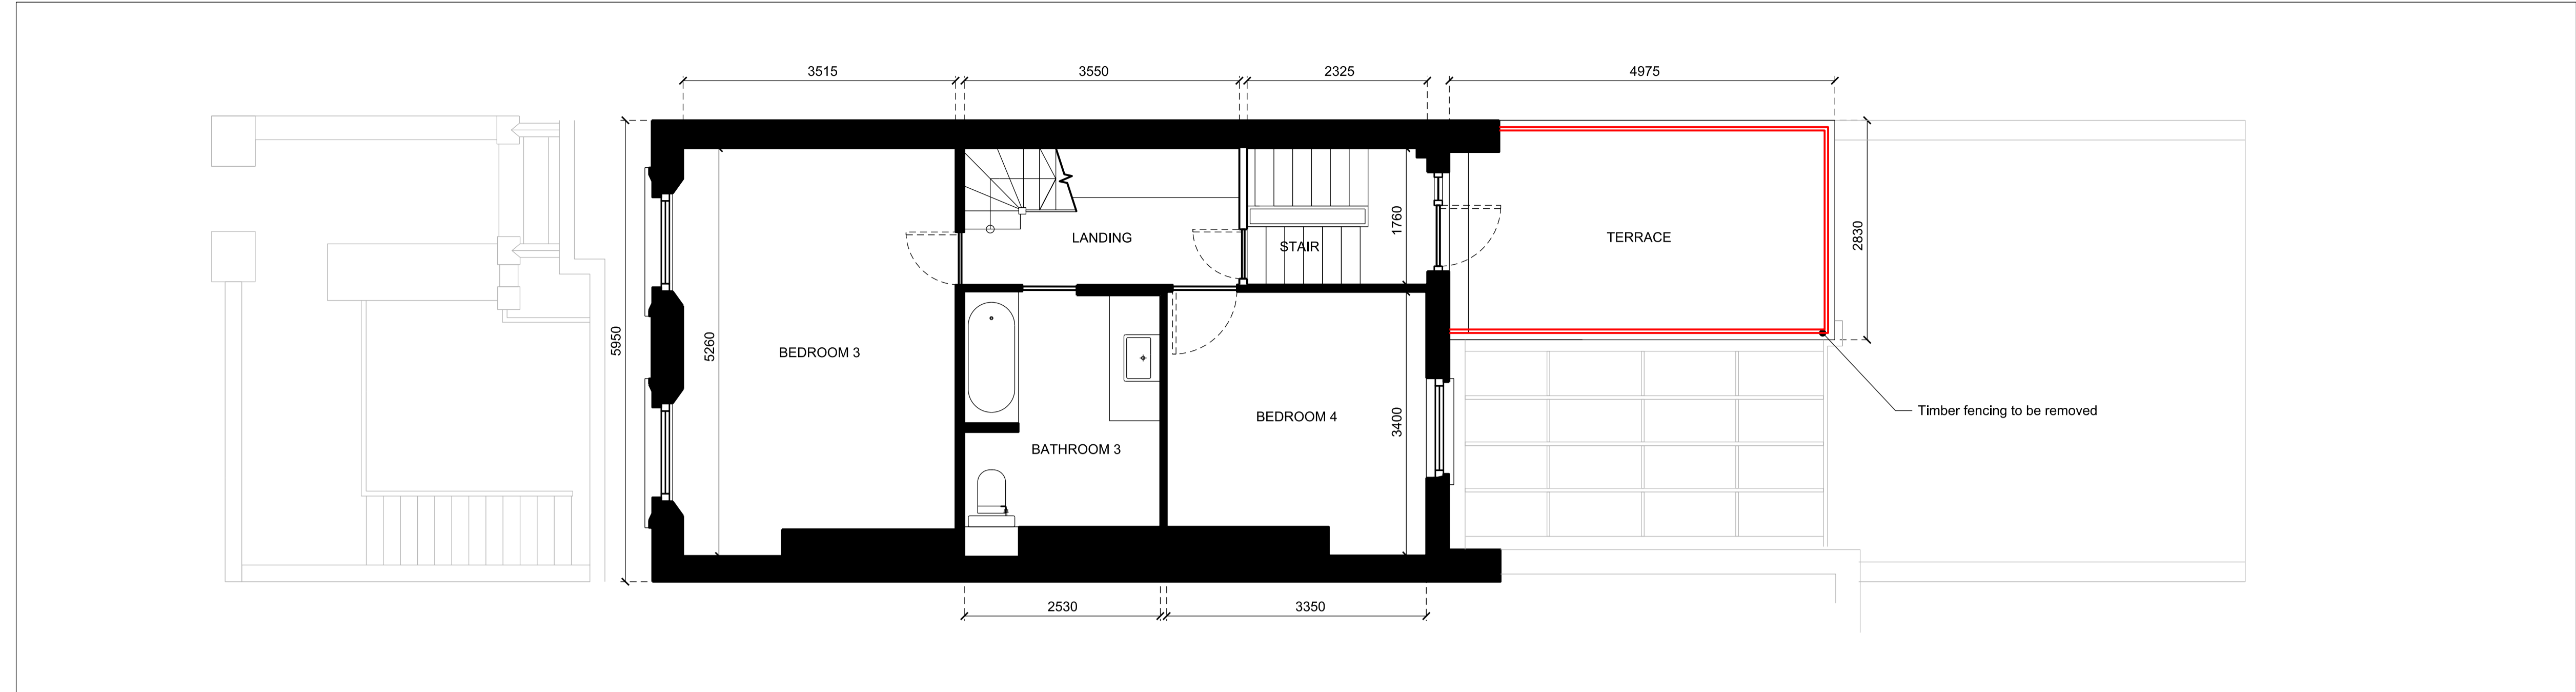 3515
3550
2325
4975
5950
5260
1760
2830
LANDING
STAIR
TERRACE
BEDROOM 3
BEDROOM 4
3400
Timber fencing to be removed
BATHROOM 3
2530
3350